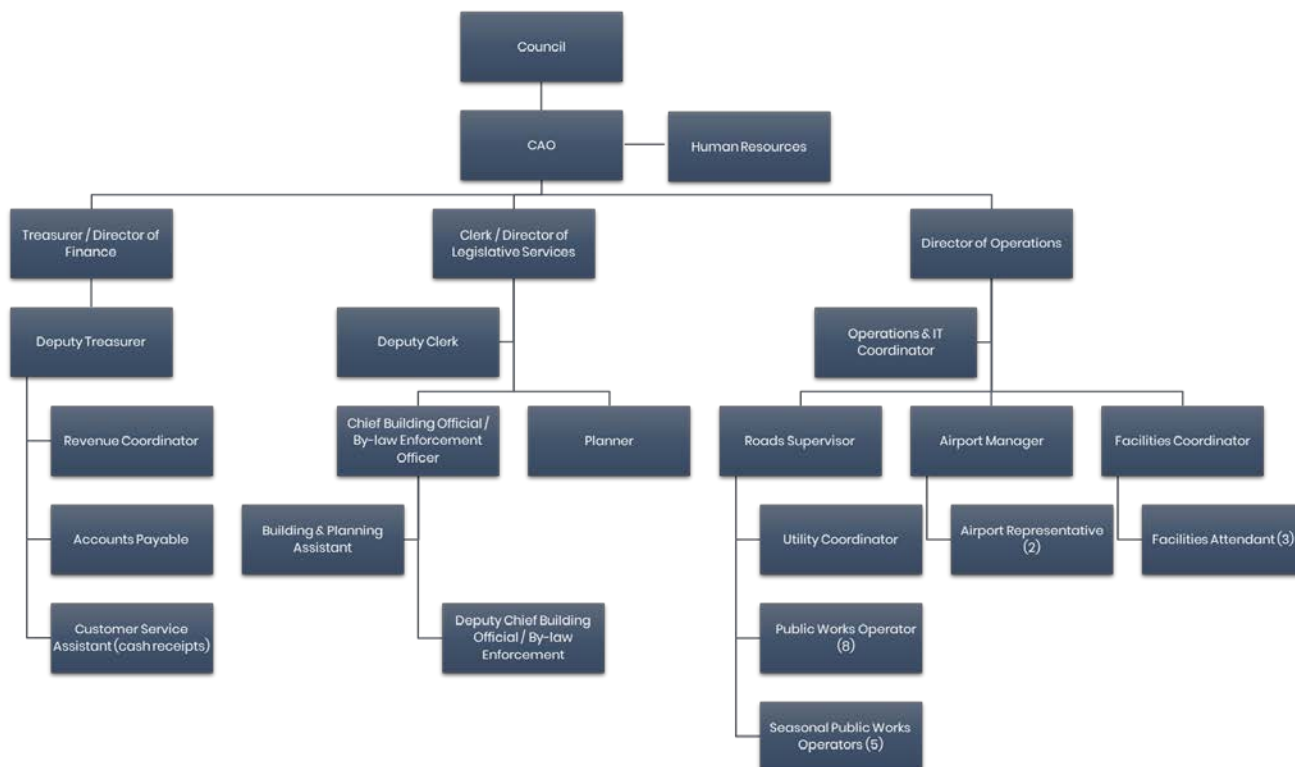 Council
CAO
Human Resources
Treasurer / Director of
Finance
Clerk / Director of
Legislative Services
Director of Operations
Deputy Treasurer
Deputy Clerk
Operations & IT
Coordinator
Revenue Coordinator
Chief Building Official /
By-law Enforcement
Officer
Planner
Roads Supervisor
Airport Manager
Facilities Coordinator
Accounts Payable
Building & Planning
Assistant
Utility Coordinator
Airport Representative
(2)
Facilities Attendant (3)
Customer Service
Assistant (cash receipts)
Deputy Chief Building
Official / By-law
Enforcement
Public Works Operator
(8)
Seasonal Public Works
Operators (5)